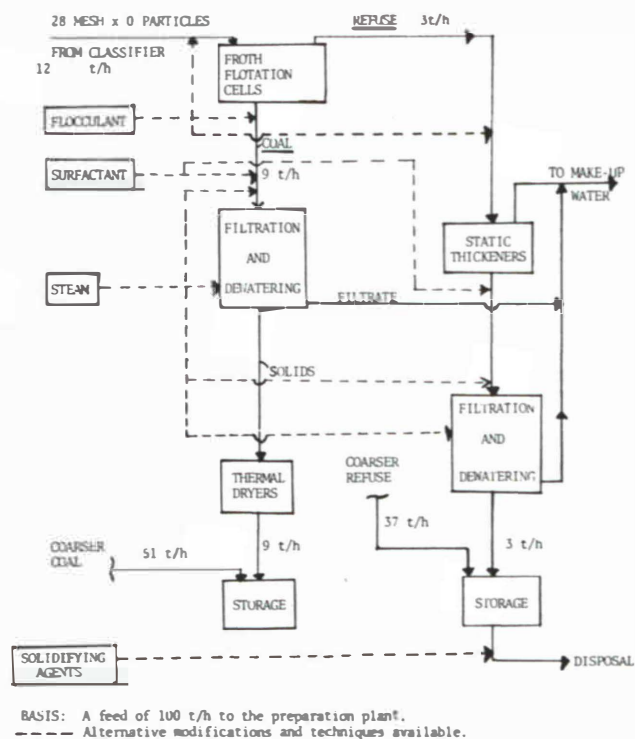 28 MESH x 0 PARTICLES
REFUSE 3t/h
FROM CLASSIFIER
12 t/h
FROTH
FLOTATION
CELLS
FLOCCULANT
COAL
SURFACTANT
9 t/h
TO MAKE-UP
WATER
FILTRATION
AND
DEWATERING
STATIC
THICKENERS
STEAM
FILTRATE
SOLIDS
FILTRATION
AND
DEWATERING
THERMAL
DRYERS
COARSER
REFUSE
37 t/h
3 t/h
COARSER
COAL
51 t/h
9 t/h
STORAGE
STORAGE
SOLIDIFYING
AGENTS
DISPOSAL
BASIS: A feed of 100 t/h to the preparation plant.
---- Alternative modifications and techniques available.